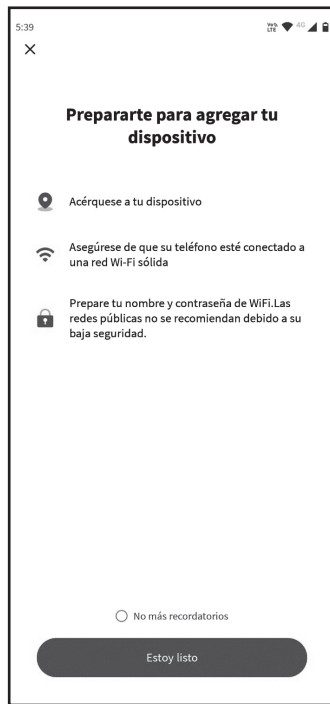 5:39
4G
LTE
Prepararte para agregar tu
dispositivo
Acérquese a tu dispositivo
Asegúrese de que su teléfono esté conectado a
una red Wi-Fi sólida
Prepare tu nombre y contraseña de WiFi.Las
redes públicas no se recomiendan debido a su
baja seguridad.
No más recordatorios
Estoy listo